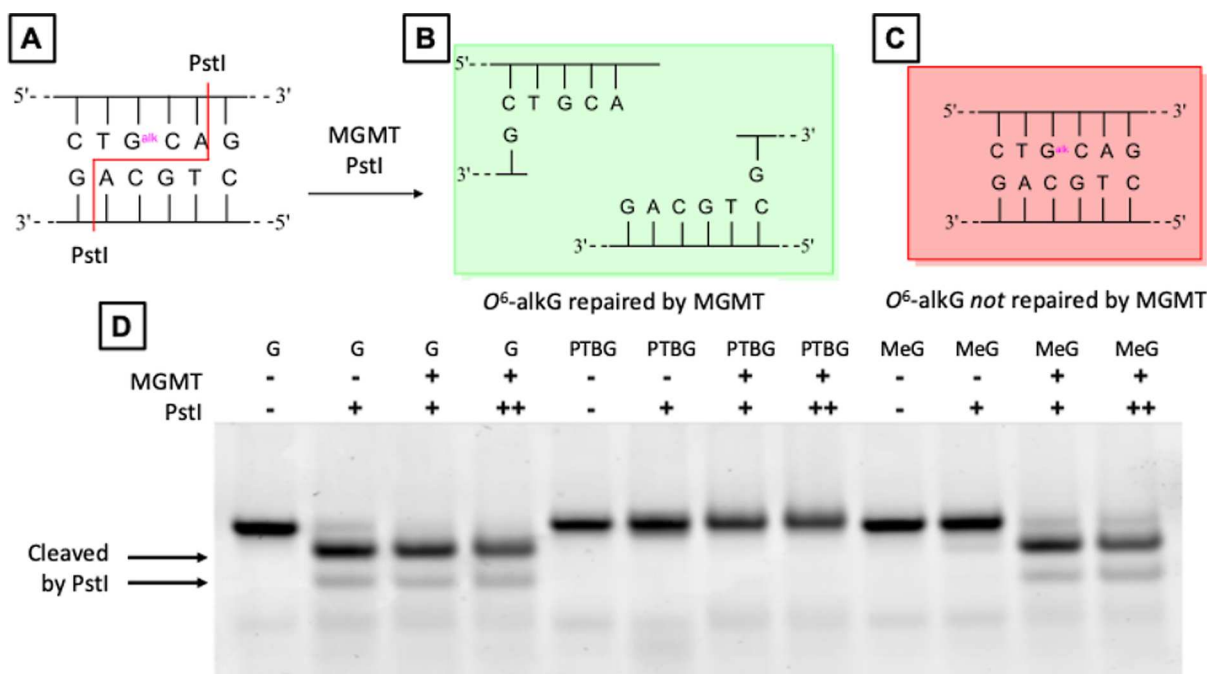 A
PstI
5'-- -- 3'
C T G alk C A G
G A C G T C
3'-- --5'
PstI
MGMT
PstI
B
5'--
C T G C A
G
3'--
--3'
G
G A C G T C
3'-- --5'
O⁶-alkG repaired by MGMT
C
5'-- -- 3'
C T G alk C A G
G A C G T C
3'-- --5'
O⁶-alkG not repaired by MGMT
D
G G G G PTBG PTBG PTBG PTBG MeG MeG MeG MeG
MGMT - - + + - - + + - - + +
PstI - + + ++ - + + ++ - + + ++
Cleaved
by PstI